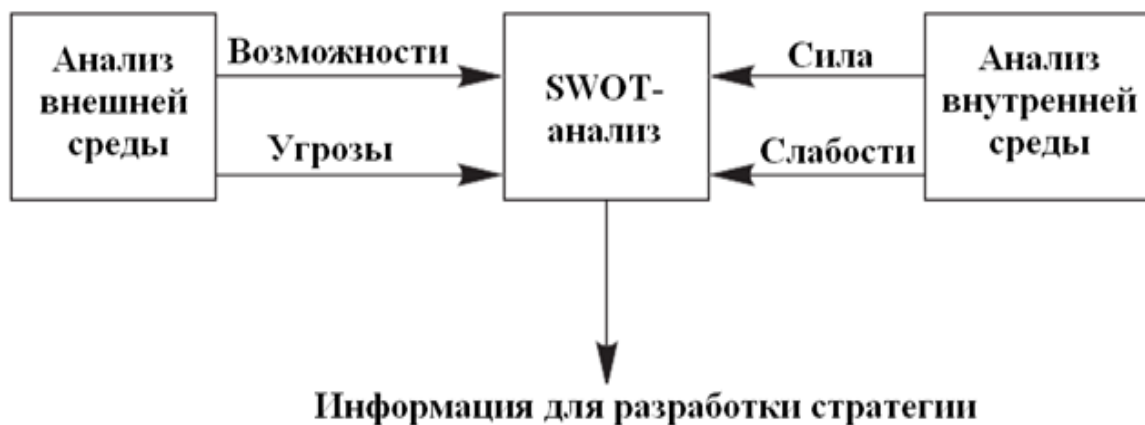 Анализ
внешней
среды
Возможности
Угрозы
SWOT-
анализ
Сила
Слабости
Анализ
внутренней
среды
Информация для разработки стратегии